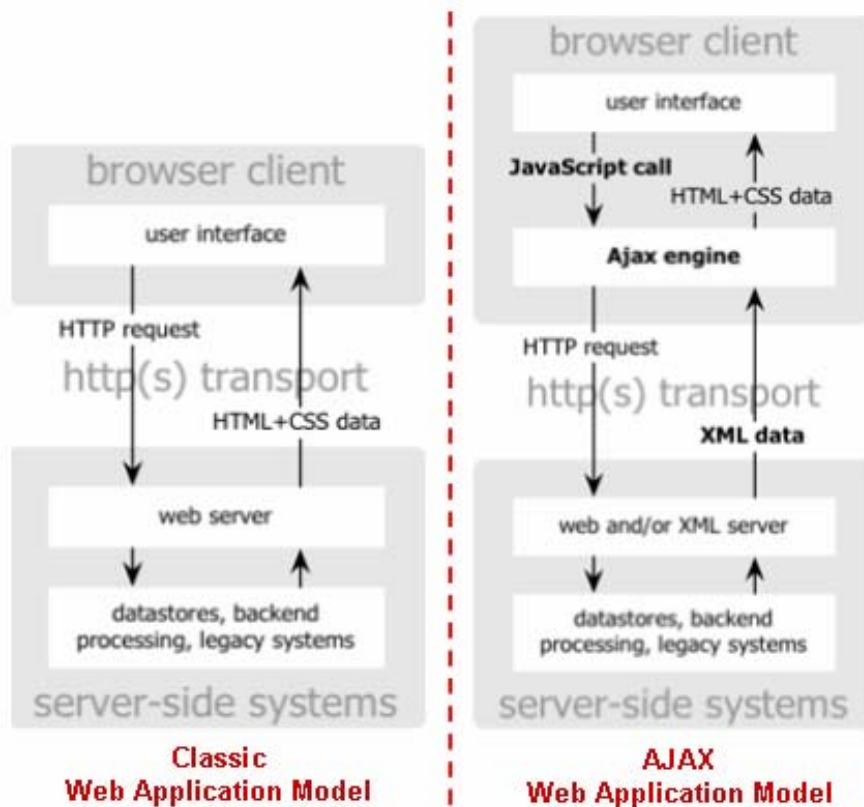 browser client
user interface
HTTP request
http(s) transport
HTML+CSS data
web server
datastores, backend
processing, legacy systems
server-side systems
Classic
Web Application Model
browser client
user interface
JavaScript call
HTML+CSS data
Ajax engine
HTTP request
http(s) transport
XML data
web and/or XML server
datastores, backend
processing, legacy systems
server-side systems
AJAX
Web Application Model